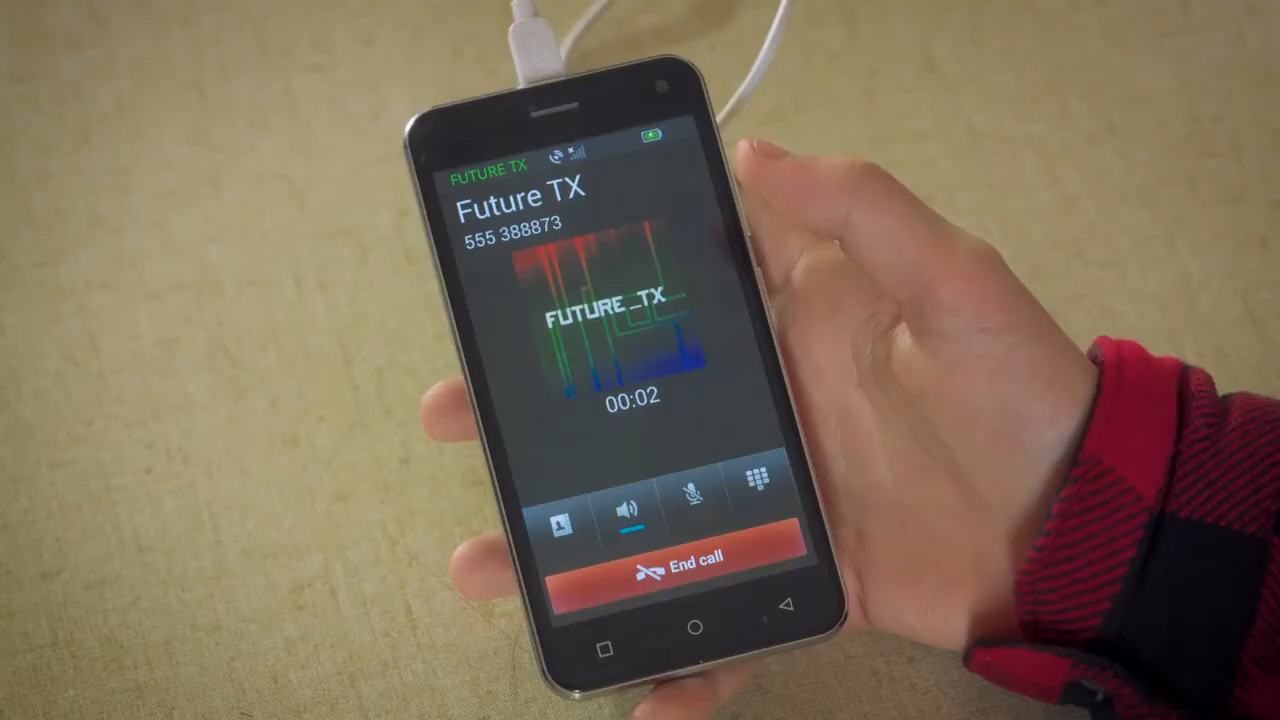 FUTURE TX
Future TX
555 388873
FUTURE_TX
00:02
End call